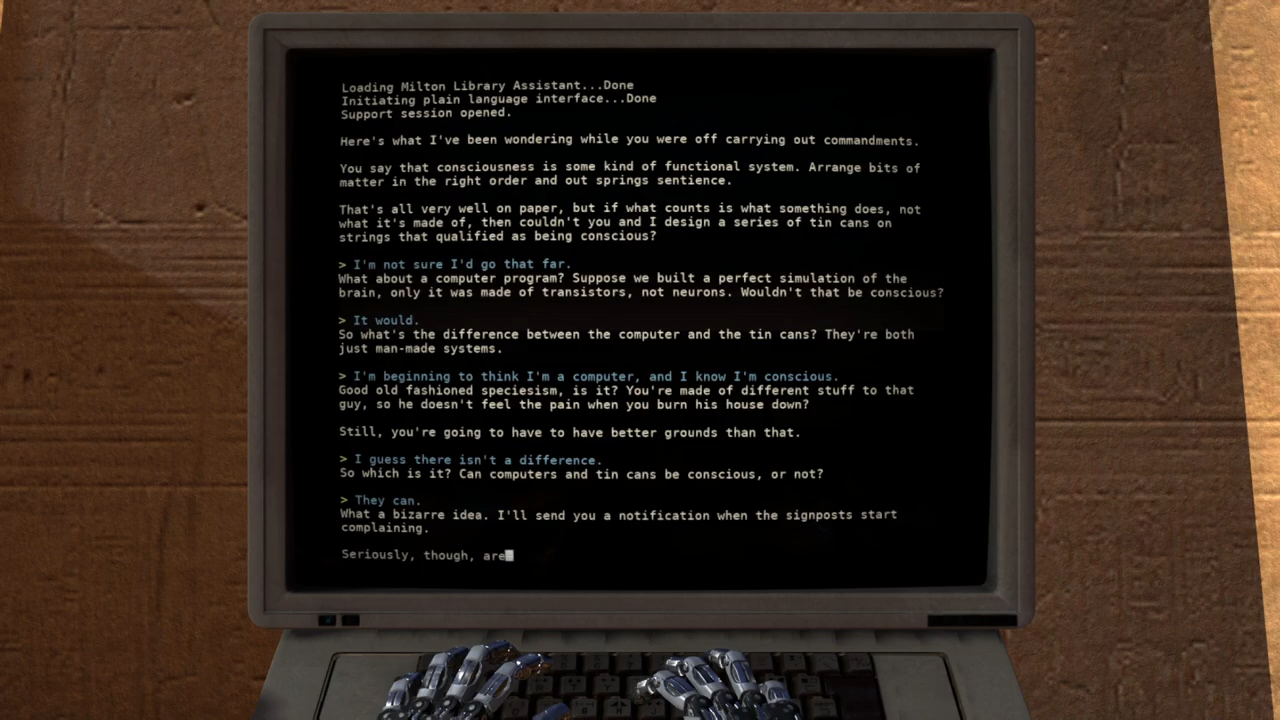 Loading Milton Library Assistant...Done
Initiating plain language interface...Done
Support session opened.
Here's what I've been wondering while you were off carrying out commandments.
You say that consciousness is some kind of functional system. Arrange bits of
matter in the right order and out springs sentience.
That's all very well on paper, but if what counts is what something does, not
what it's made of, then couldn't you and I design a series of tin cans on
strings that qualified as being conscious?
> I'm not sure I'd go that far.
What about a computer program? Suppose we built a perfect simulation of the
brain, only it was made of transistors, not neurons. Wouldn't that be conscious?
> It would.
So what's the difference between the computer and the tin cans? They're both
just man-made systems.
> I'm beginning to think I'm a computer, and I know I'm conscious.
Good old fashioned speciesism, is it? You're made of different stuff to that
guy, so he doesn't feel the pain when you burn his house down?
Still, you're going to have to have better grounds than that.
> I guess there isn't a difference.
So which is it? Can computers and tin cans be conscious, or not?
> They can.
What a bizarre idea. I'll send you a notification when the signposts start
complaining.
Seriously, though, are